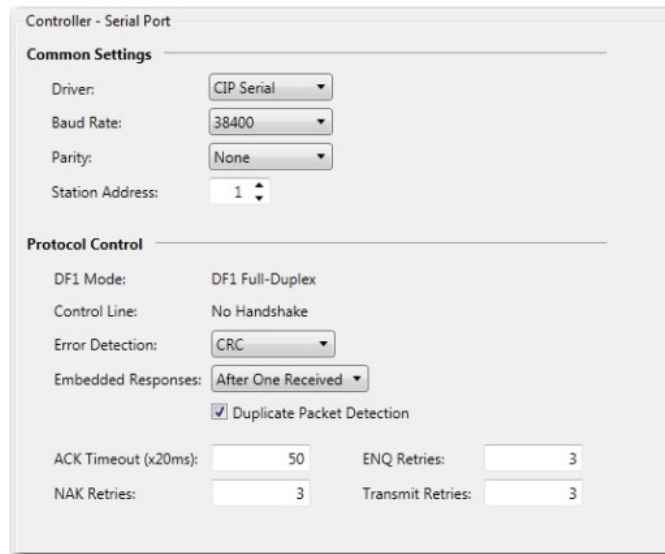 Controller - Serial Port
Common Settings
Driver: CIP Serial
Baud Rate: 38400
Parity: None
Station Address: 1
Protocol Control
DF1 Mode: DF1 Full-Duplex
Control Line: No Handshake
Error Detection: CRC
Embedded Responses: After One Received
Duplicate Packet Detection
ACK Timeout (x20ms): 50 ENQ Retries: 3
NAK Retries: 3 Transmit Retries: 3